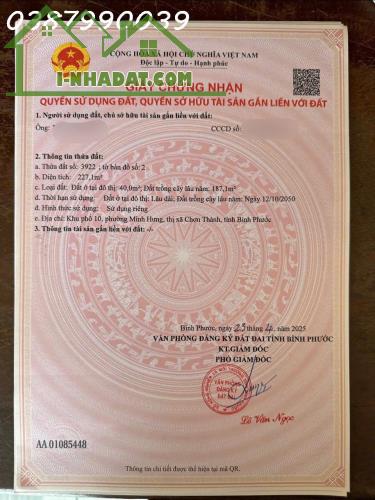 0387990039
CỘNG HÒA XÃ HỘI CHỦ NGHĨA VIỆT NAM
Độc lập - Tự do - Hạnh phúc
I-NHADAT.COM
GIẤY CHỨNG NHẬN
QUYỀN SỬ DỤNG ĐẤT, QUYỀN SỞ HỮU TÀI SẢN GẮN LIỀN VỚI ĐẤT
1. Người sử dụng đất, chủ sở hữu tài sản gắn liền với đất:
Ông: CCCD số:
2. Thông tin thửa đất:
a. Thửa đất số: 3922 ; tờ bản đồ số: 2
b. Diện tích: 227,1m²
c. Loại đất: Đất ở tại đô thị: 40,0m²; Đất trồng cây lâu năm: 187,1m²
d. Thời hạn sử dụng: Đất ở tại đô thị: Lâu dài; Đất trồng cây lâu năm: Ngày 12/10/2050
đ. Hình thức sử dụng: Sử dụng riêng
e. Địa chỉ: Khu phố 10, phường Minh Hưng, thị xã Chơn Thành, tỉnh Bình Phước
3. Thông tin tài sản gắn liền với đất: -/-
Bình Phước, ngày 23 tháng 4 năm 2025
VĂN PHÒNG ĐĂNG KÝ ĐẤT ĐAI TỈNH BÌNH PHƯỚC
KT.GIÁM ĐỐC
PHÓ GIÁM ĐỐC
VĂN PHÒNG
ĐĂNG KÝ
ĐẤT ĐAI
Lê Văn Ngọc
AA 01085448
Thông tin chi tiết được thể hiện tại mã QR.